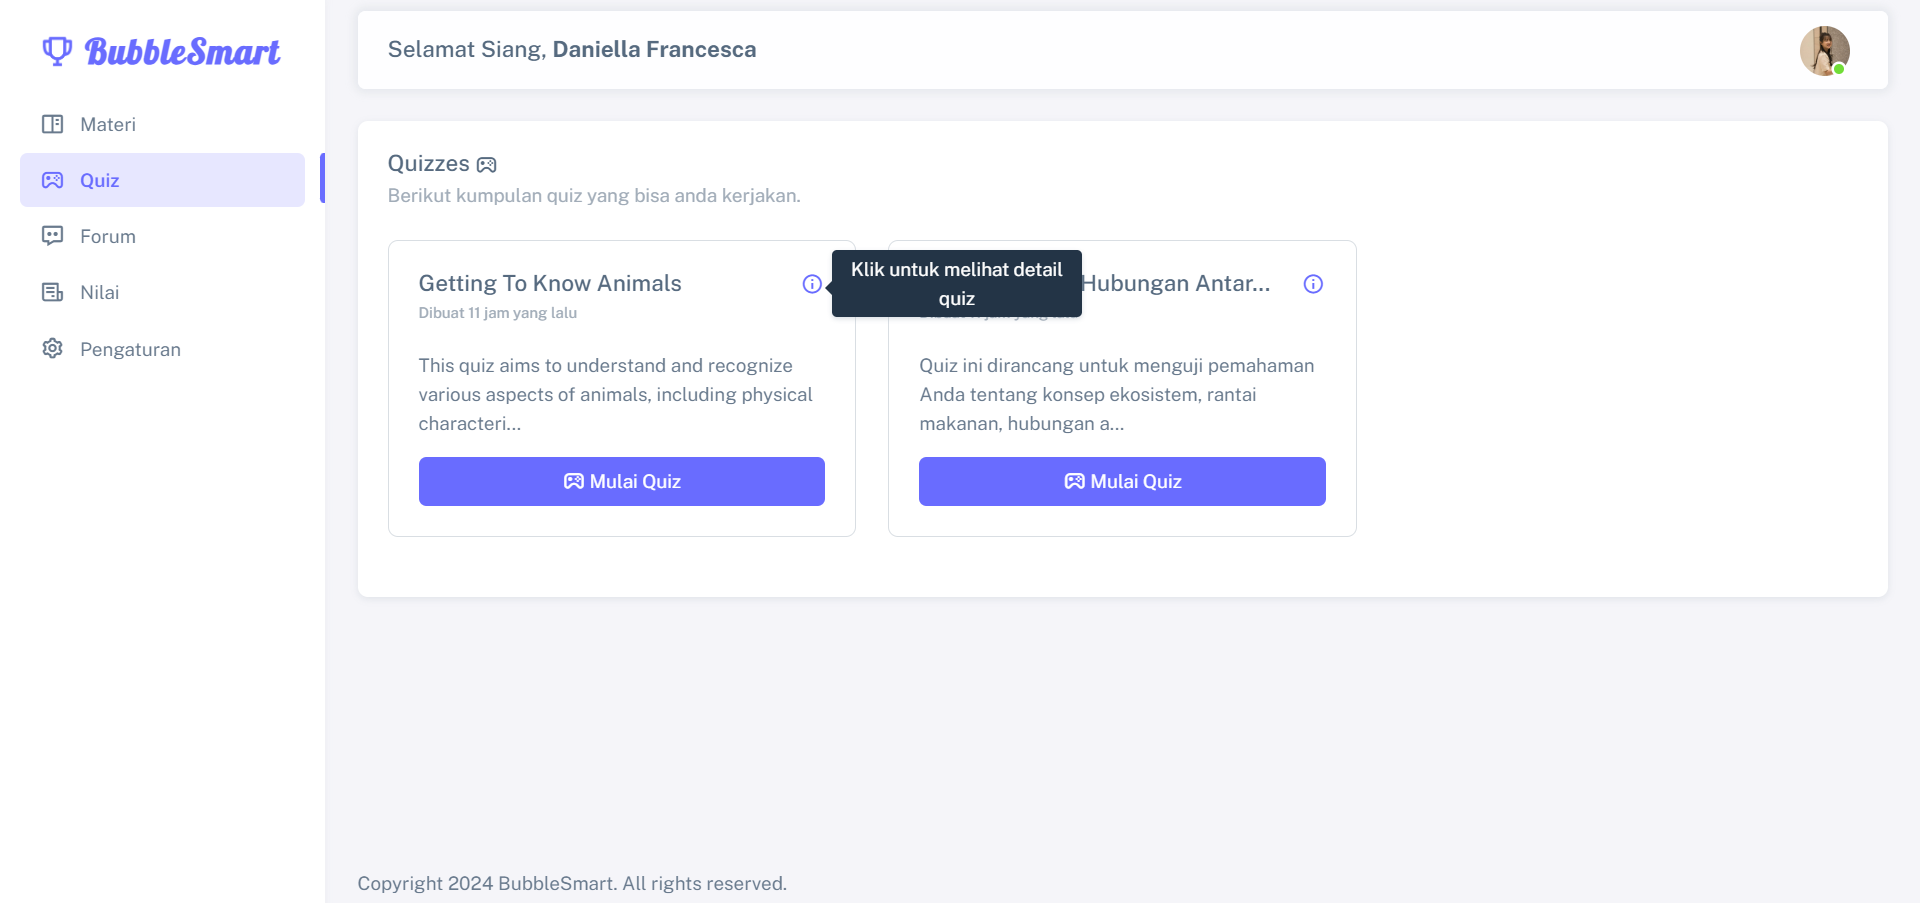 BubbleSmart
Materi
Quiz
Forum
Nilai
Pengaturan
Selamat Siang, Daniella Francesca
Quizzes
Berikut kumpulan quiz yang bisa anda kerjakan.
Getting To Know Animals
Dibuat 11 jam yang lalu
This quiz aims to understand and recognize
various aspects of animals, including physical
characteri...
Mulai Quiz
Klik untuk melihat detail
quiz
Hubungan Antar...
Quiz ini dirancang untuk menguji pemahaman
Anda tentang konsep ekosistem, rantai
makanan, hubungan a...
Mulai Quiz
Copyright 2024 BubbleSmart. All rights reserved.